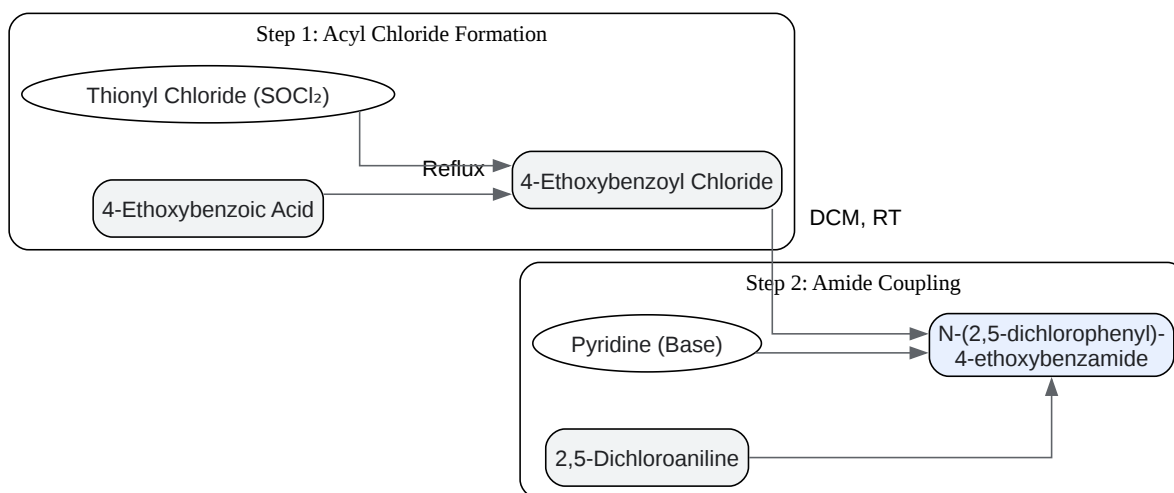 Step 1: Acyl Chloride Formation
Thionyl Chloride (SOCl₂)
Reflux
4-Ethoxybenzoyl Chloride
4-Ethoxybenzoic Acid
DCM, RT
Step 2: Amide Coupling
Pyridine (Base)
N-(2,5-dichlorophenyl)-
4-ethoxybenzamide
2,5-Dichloroaniline